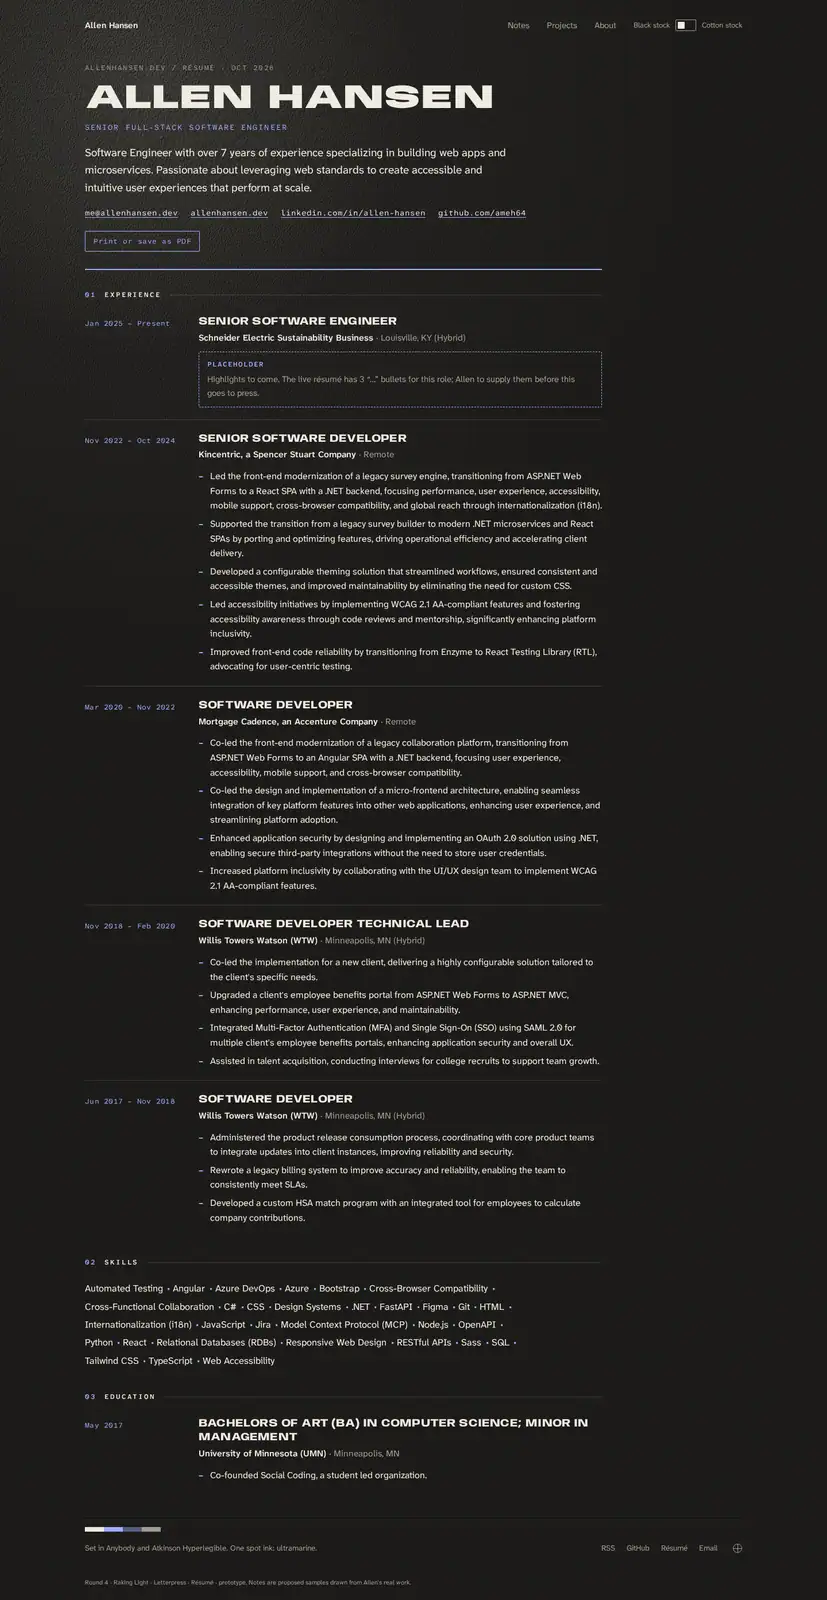 Allen Hansen
Notes Projects About Black stock Cotton stock
ALLENHANSEN.DEV / RÉSUMÉ · OCT 2026
ALLEN HANSEN
SENIOR FULL-STACK SOFTWARE ENGINEER
Software Engineer with over 7 years of experience specializing in building web apps and
microservices. Passionate about leveraging web standards to create accessible and
intuitive user experiences that perform at scale.
me@allenhansen.dev allenhansen.dev linkedin.com/in/allen-hansen github.com/ameh64
Print or save as PDF
01 EXPERIENCE
Jan 2025 – Present
SENIOR SOFTWARE ENGINEER
Schneider Electric Sustainability Business · Louisville, KY (Hybrid)
PLACEHOLDER
Highlights to come. The live résumé has 3 “…” bullets for this role; Allen to supply them before this
goes to press.
Nov 2022 – Oct 2024
SENIOR SOFTWARE DEVELOPER
Kincentric, a Spencer Stuart Company · Remote
– Led the front-end modernization of a legacy survey engine, transitioning from ASP.NET Web
Forms to a React SPA with a .NET backend, focusing performance, user experience, accessibility,
mobile support, cross-browser compatibility, and global reach through internationalization (i18n).
– Supported the transition from a legacy survey builder to modern .NET microservices and React
SPAs by porting and optimizing features, driving operational efficiency and accelerating client
delivery.
– Developed a configurable theming solution that streamlined workflows, ensured consistent and
accessible themes, and improved maintainability by eliminating the need for custom CSS.
– Led accessibility initiatives by implementing WCAG 2.1 AA-compliant features and fostering
accessibility awareness through code reviews and mentorship, significantly enhancing platform
inclusivity.
– Improved front-end code reliability by transitioning from Enzyme to React Testing Library (RTL),
advocating for user-centric testing.
Mar 2020 – Nov 2022
SOFTWARE DEVELOPER
Mortgage Cadence, an Accenture Company · Remote
– Co-led the front-end modernization of a legacy collaboration platform, transitioning from
ASP.NET Web Forms to an Angular SPA with a .NET backend, focusing user experience,
accessibility, mobile support, and cross-browser compatibility.
– Co-led the design and implementation of a micro-frontend architecture, enabling seamless
integration of key platform features into other web applications, enhancing user experience, and
streamlining platform adoption.
– Enhanced application security by designing and implementing an OAuth 2.0 solution using .NET,
enabling secure third-party integrations without the need to store user credentials.
– Increased platform inclusivity by collaborating with the UI/UX design team to implement WCAG
2.1 AA-compliant features.
Nov 2018 – Feb 2020
SOFTWARE DEVELOPER TECHNICAL LEAD
Willis Towers Watson (WTW) · Minneapolis, MN (Hybrid)
– Co-led the implementation for a new client, delivering a highly configurable solution tailored to
the client's specific needs.
– Upgraded a client's employee benefits portal from ASP.NET Web Forms to ASP.NET MVC,
enhancing performance, user experience, and maintainability.
– Integrated Multi-Factor Authentication (MFA) and Single Sign-On (SSO) using SAML 2.0 for
multiple client's employee benefits portals, enhancing application security and overall UX.
– Assisted in talent acquisition, conducting interviews for college recruits to support team growth.
Jun 2017 – Nov 2018
SOFTWARE DEVELOPER
Willis Towers Watson (WTW) · Minneapolis, MN (Hybrid)
– Administered the product release consumption process, coordinating with core product teams
to integrate updates into client instances, improving reliability and security.
– Rewrote a legacy billing system to improve accuracy and reliability, enabling the team to
consistently meet SLAs.
– Developed a custom HSA match program with an integrated tool for employees to calculate
company contributions.
02 SKILLS
Automated Testing · Angular · Azure DevOps · Azure · Bootstrap · Cross-Browser Compatibility ·
Cross-Functional Collaboration · C# · CSS · Design Systems · .NET · FastAPI · Figma · Git · HTML ·
Internationalization (i18n) · JavaScript · Jira · Model Context Protocol (MCP) · Node.js · OpenAPI ·
Python · React · Relational Databases (RDBs) · Responsive Web Design · RESTful APIs · Sass · SQL ·
Tailwind CSS · TypeScript · Web Accessibility
03 EDUCATION
May 2017
BACHELORS OF ART (BA) IN COMPUTER SCIENCE; MINOR IN
MANAGEMENT
University of Minnesota (UMN) · Minneapolis, MN
– Co-founded Social Coding, a student led organization.
Set in Anybody and Atkinson Hyperlegible. One spot ink: ultramarine.
RSS GitHub Résumé Email
Round 4 · Raking Light · Letterpress · Résumé · prototype. Notes are proposed samples drawn from Allen's real work.